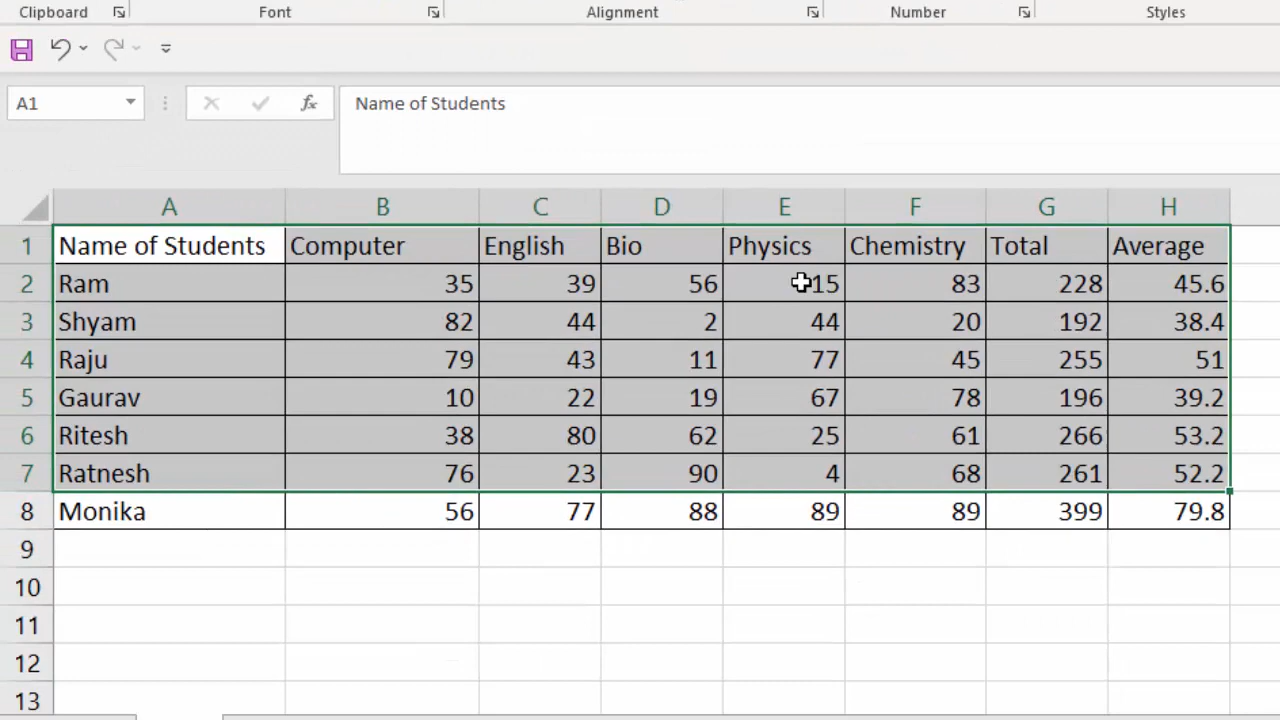 Clipboard Font Alignment Number Styles
A1 fx Name of Students
A B C D E F G H
1 Name of Students Computer English Bio Physics Chemistry Total Average
2 Ram 35 39 56 15 83 228 45.6
3 Shyam 82 44 2 44 20 192 38.4
4 Raju 79 43 11 77 45 255 51
5 Gaurav 10 22 19 67 78 196 39.2
6 Ritesh 38 80 62 25 61 266 53.2
7 Ratnesh 76 23 90 4 68 261 52.2
8 Monika 56 77 88 89 89 399 79.8
9
10
11
12
13